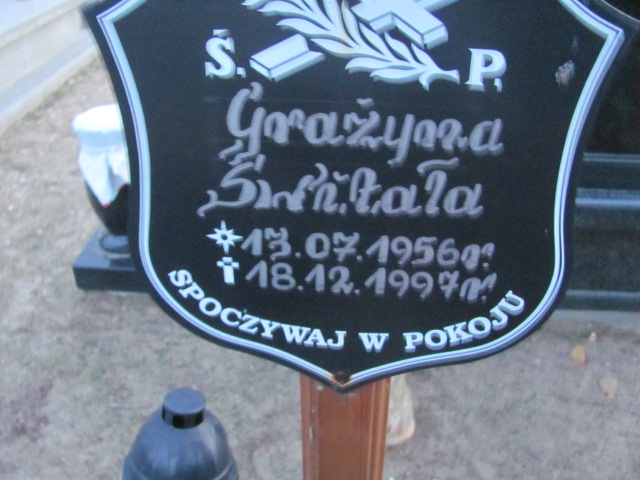 Ś. P.
Grażyna
Świtała
13.07.1956r.
18.12.1997r.
SPOCZYWAJ W POKOJU